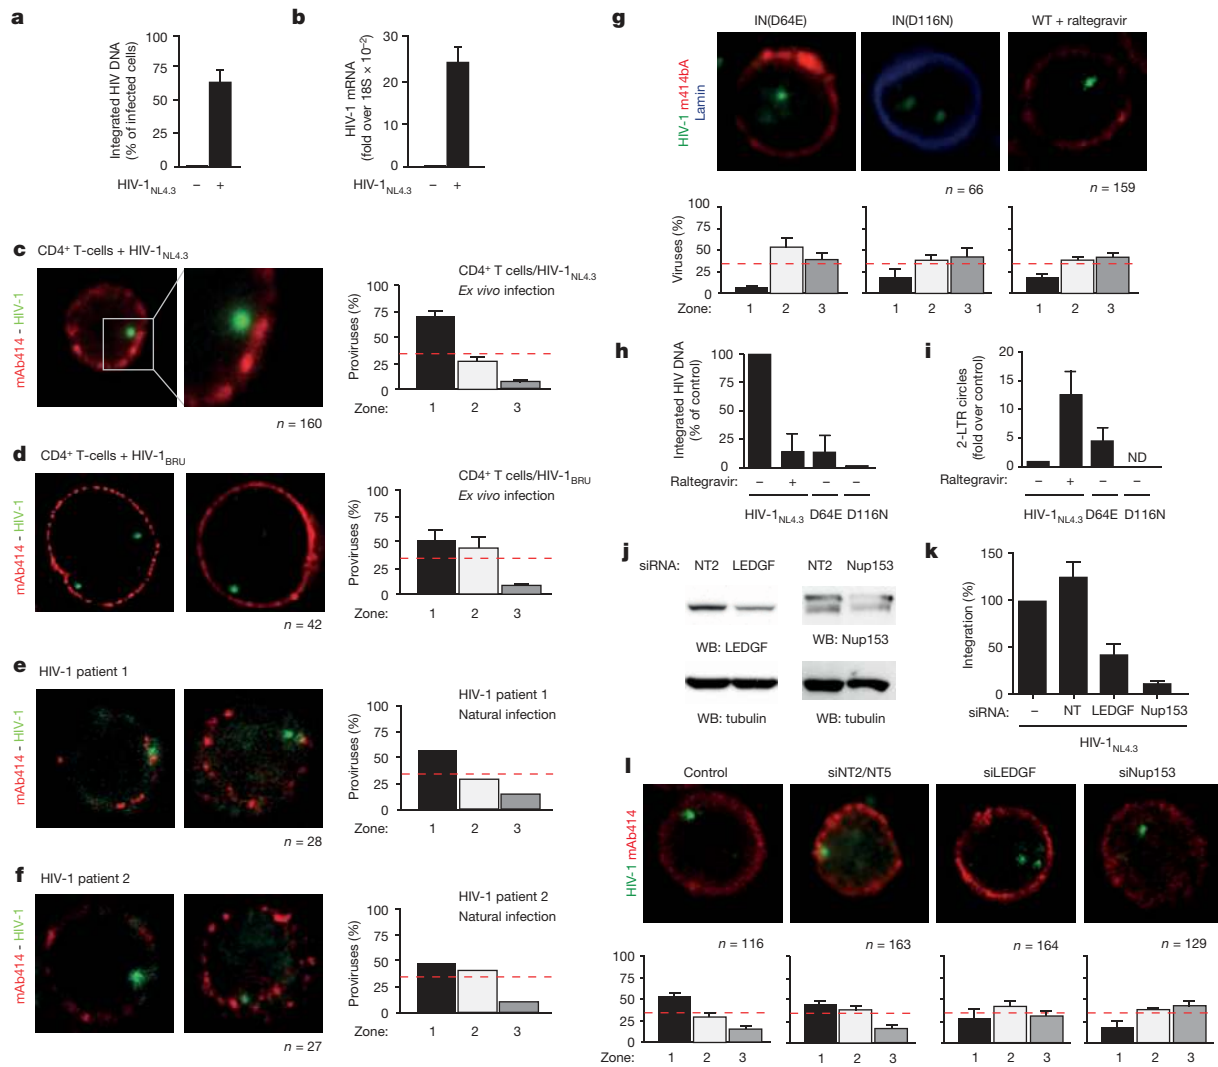 a
100
75
50
25
0
Integrated HIV DNA
(% of infected cells)
HIV-1NL4.3 – +
b
30
20
10
0
HIV-1 mRNA
(fold over 18S × 10–2)
HIV-1NL4.3 – +
c CD4+ T-cells + HIV-1NL4.3
mAb414 - HIV-1
n = 160
CD4+ T cells/HIV-1NL4.3
Ex vivo infection
Proviruses (%)
100
75
50
25
0
Zone: 1 2 3
d CD4+ T-cells + HIV-1BRU
mAb414 - HIV-1
n = 42
CD4+ T cells/HIV-1BRU
Ex vivo infection
Proviruses (%)
100
75
50
25
0
Zone: 1 2 3
e HIV-1 patient 1
mAb414 - HIV-1
n = 28
HIV-1 patient 1
Natural infection
Proviruses (%)
100
75
50
25
0
Zone: 1 2 3
f HIV-1 patient 2
mAb414 - HIV-1
n = 27
HIV-1 patient 2
Natural infection
Proviruses (%)
100
75
50
25
0
Zone: 1 2 3
g IN(D64E) IN(D116N) WT + raltegravir
HIV-1 m414bA
Lamin
n = 66 n = 159
Viruses (%)
100
75
50
25
0
Zone: 1 2 3 1 2 3 1 2 3
h
Integrated HIV DNA
(% of control)
100
75
50
25
0
Raltegravir: – + – –
HIV-1NL4.3 D64E D116N
i
2-LTR circles
(fold over control)
20
15
10
5
0
ND
Raltegravir: – + – –
HIV-1NL4.3 D64E D116N
j
siRNA: NT2 LEDGF NT2 Nup153
WB: LEDGF WB: Nup153
WB: tubulin WB: tubulin
k
Integration (%)
150
100
50
0
siRNA: – NT LEDGF Nup153
HIV-1NL4.3
l Control siNT2/NT5 siLEDGF siNup153
HIV-1 mAb414
n = 116 n = 163 n = 164 n = 129
100
75
50
25
0
Zone: 1 2 3 1 2 3 1 2 3 1 2 3